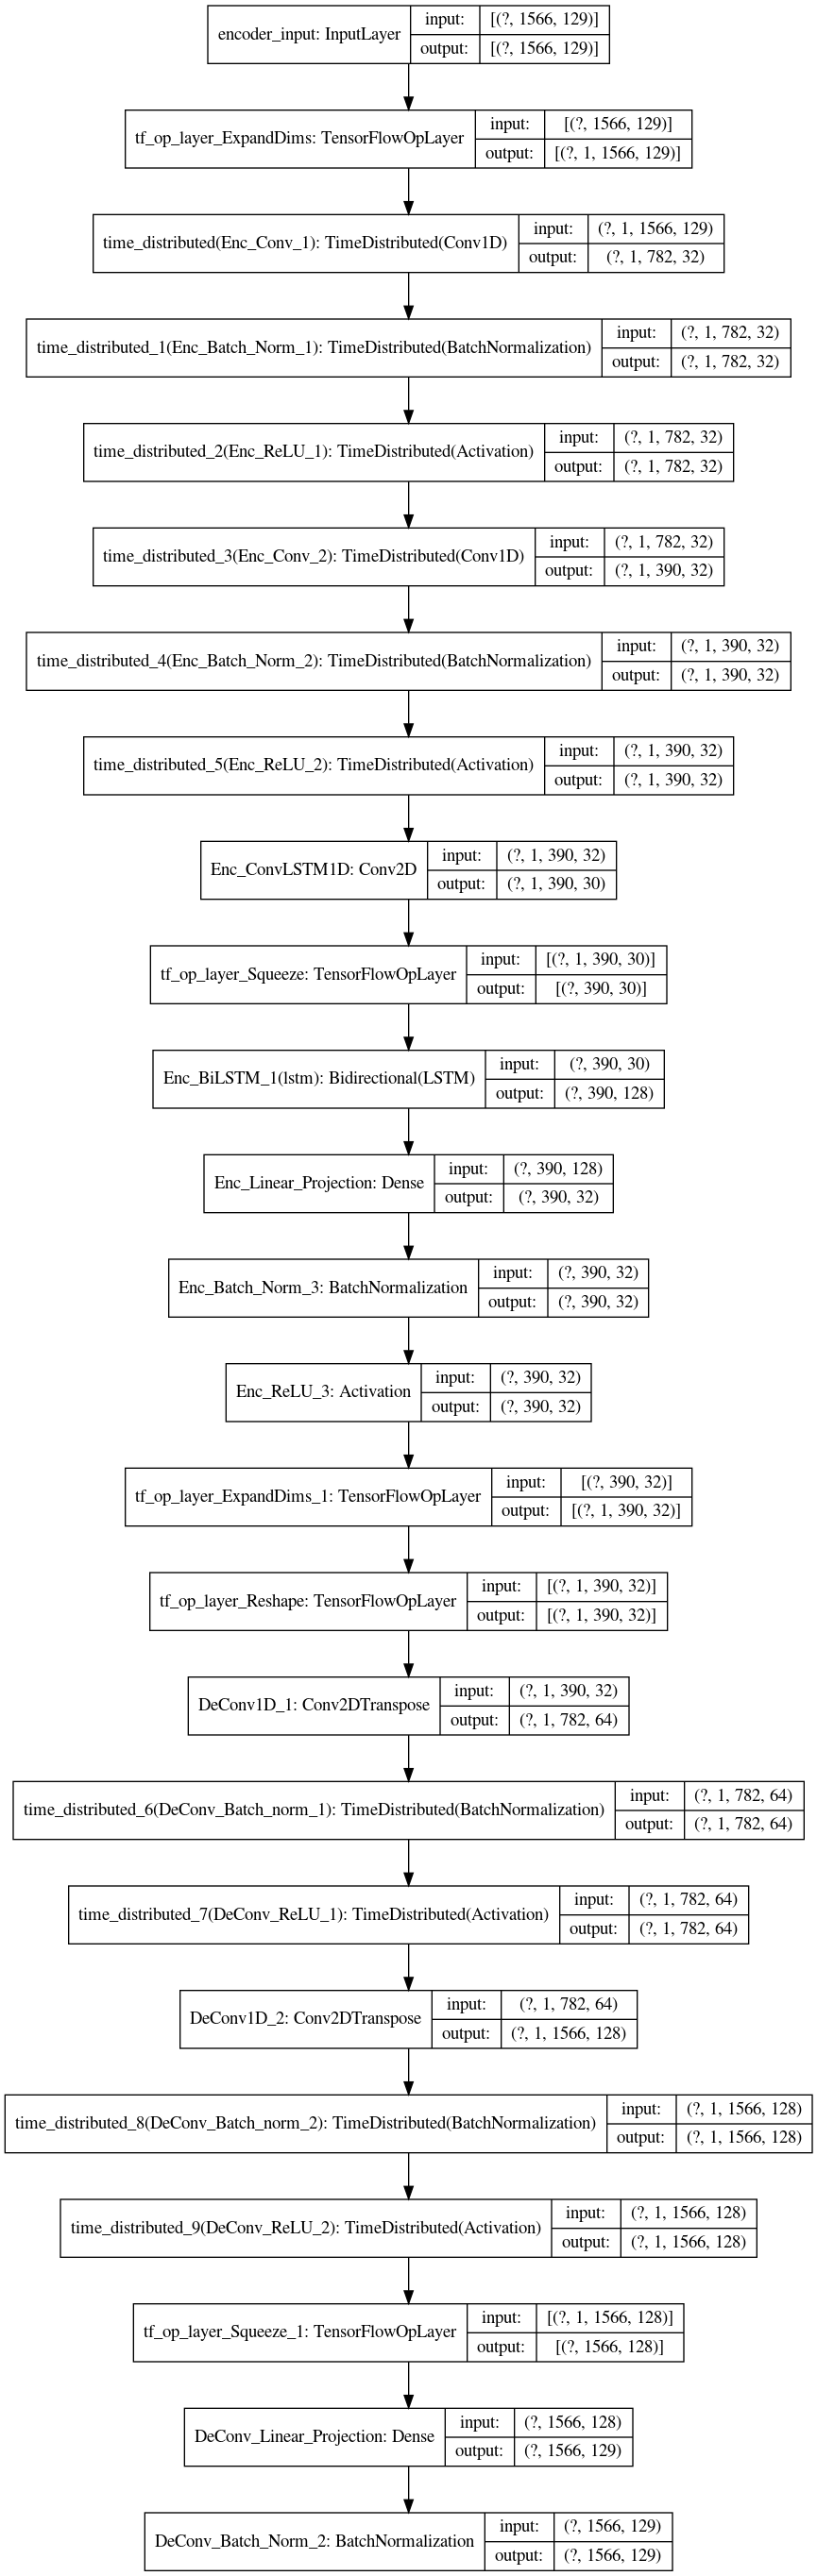 encoder_input: InputLayer
input: [(?, 1566, 129)]
output: [(?, 1566, 129)]
tf_op_layer_ExpandDims: TensorFlowOpLayer
input: [(?, 1566, 129)]
output: [(?, 1, 1566, 129)]
time_distributed(Enc_Conv_1): TimeDistributed(Conv1D)
input: (?, 1, 1566, 129)
output: (?, 1, 782, 32)
time_distributed_1(Enc_Batch_Norm_1): TimeDistributed(BatchNormalization)
input: (?, 1, 782, 32)
output: (?, 1, 782, 32)
time_distributed_2(Enc_ReLU_1): TimeDistributed(Activation)
input: (?, 1, 782, 32)
output: (?, 1, 782, 32)
time_distributed_3(Enc_Conv_2): TimeDistributed(Conv1D)
input: (?, 1, 782, 32)
output: (?, 1, 390, 32)
time_distributed_4(Enc_Batch_Norm_2): TimeDistributed(BatchNormalization)
input: (?, 1, 390, 32)
output: (?, 1, 390, 32)
time_distributed_5(Enc_ReLU_2): TimeDistributed(Activation)
input: (?, 1, 390, 32)
output: (?, 1, 390, 32)
Enc_ConvLSTM1D: Conv2D
input: (?, 1, 390, 32)
output: (?, 1, 390, 30)
tf_op_layer_Squeeze: TensorFlowOpLayer
input: [(?, 1, 390, 30)]
output: [(?, 390, 30)]
Enc_BiLSTM_1(lstm): Bidirectional(LSTM)
input: (?, 390, 30)
output: (?, 390, 128)
Enc_Linear_Projection: Dense
input: (?, 390, 128)
output: (?, 390, 32)
Enc_Batch_Norm_3: BatchNormalization
input: (?, 390, 32)
output: (?, 390, 32)
Enc_ReLU_3: Activation
input: (?, 390, 32)
output: (?, 390, 32)
tf_op_layer_ExpandDims_1: TensorFlowOpLayer
input: [(?, 390, 32)]
output: [(?, 1, 390, 32)]
tf_op_layer_Reshape: TensorFlowOpLayer
input: [(?, 1, 390, 32)]
output: [(?, 1, 390, 32)]
DeConv1D_1: Conv2DTranspose
input: (?, 1, 390, 32)
output: (?, 1, 782, 64)
time_distributed_6(DeConv_Batch_norm_1): TimeDistributed(BatchNormalization)
input: (?, 1, 782, 64)
output: (?, 1, 782, 64)
time_distributed_7(DeConv_ReLU_1): TimeDistributed(Activation)
input: (?, 1, 782, 64)
output: (?, 1, 782, 64)
DeConv1D_2: Conv2DTranspose
input: (?, 1, 782, 64)
output: (?, 1, 1566, 128)
time_distributed_8(DeConv_Batch_norm_2): TimeDistributed(BatchNormalization)
input: (?, 1, 1566, 128)
output: (?, 1, 1566, 128)
time_distributed_9(DeConv_ReLU_2): TimeDistributed(Activation)
input: (?, 1, 1566, 128)
output: (?, 1, 1566, 128)
tf_op_layer_Squeeze_1: TensorFlowOpLayer
input: [(?, 1, 1566, 128)]
output: [(?, 1566, 128)]
DeConv_Linear_Projection: Dense
input: (?, 1566, 128)
output: (?, 1566, 129)
DeConv_Batch_Norm_2: BatchNormalization
input: (?, 1566, 129)
output: (?, 1566, 129)